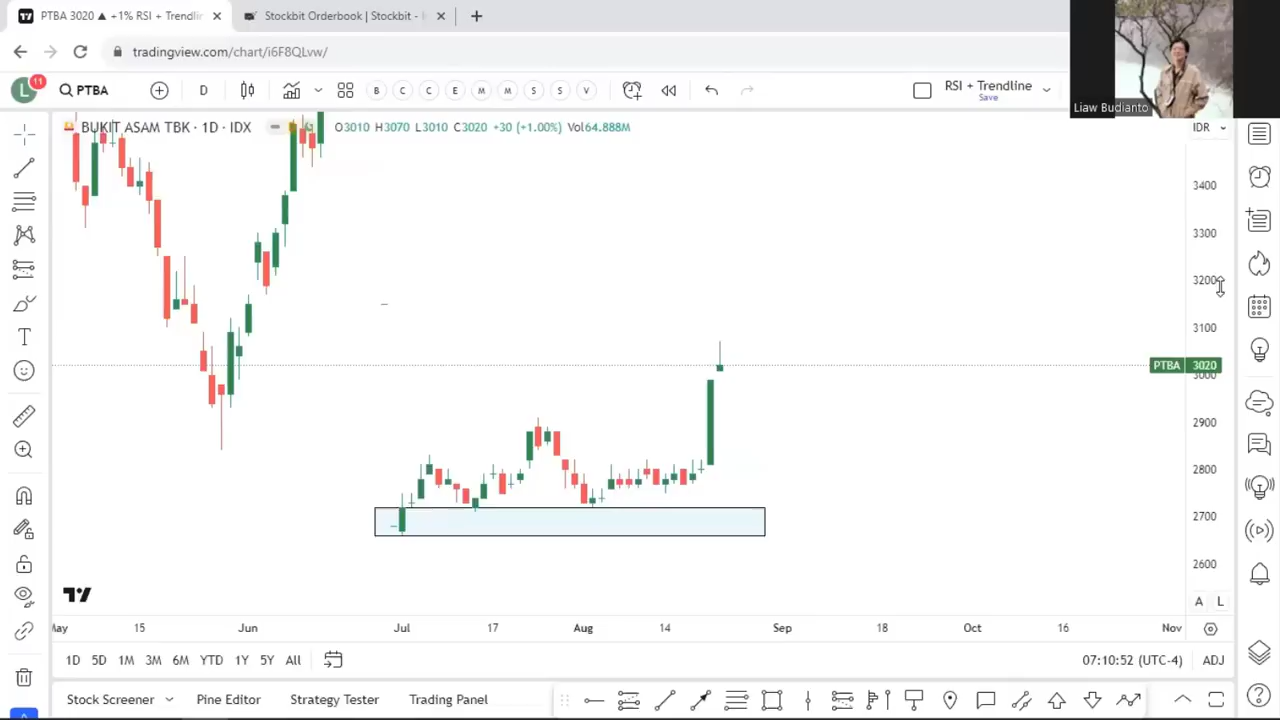 PTBA 3020 ▲ +1% RSI + Trendlin
Stockbit Orderbook | Stockbit -
tradingview.com/chart/i6F8QLvw/
Liaw Budianto
L 11 PTBA D B C C E M M S S V RSI + Trendline
Save
BUKIT ASAM TBK · 1D · IDX O3010 H3070 L3010 C3020 +30 (+1.00%) Vol64.888M IDR
3400
3300
3200
3100
PTBA 3020
3000
2900
2800
2700
2600
A L
May 15 Jun Jul 17 Aug 14 Sep 18 Oct 16 Nov
1D 5D 1M 3M 6M YTD 1Y 5Y All 07:10:52 (UTC-4) ADJ
Stock Screener Pine Editor Strategy Tester Trading Panel